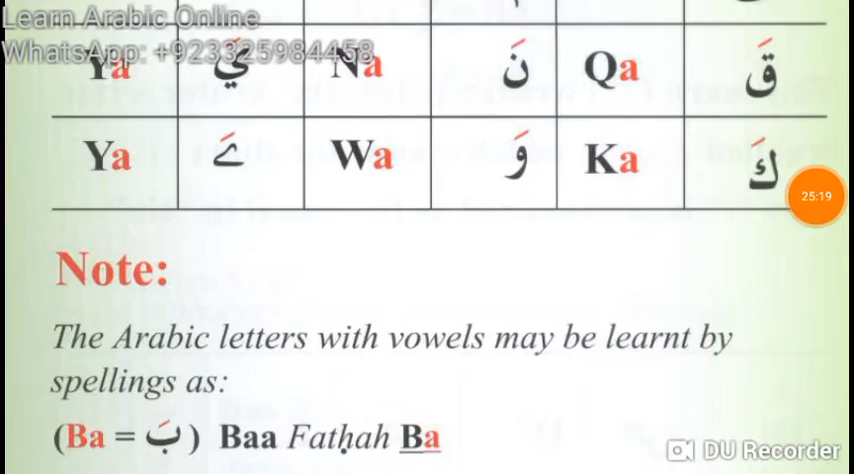 Learn Arabic Online
WhatsApp: +923325984458
Ya يَ Na نَ Qa قَ
Ya ےَ Wa وَ Ka كَ
25:19
Note:
The Arabic letters with vowels may be learnt by
spellings as:
(Ba = بَ) Baa Fatḥah Ba
DU Recorder